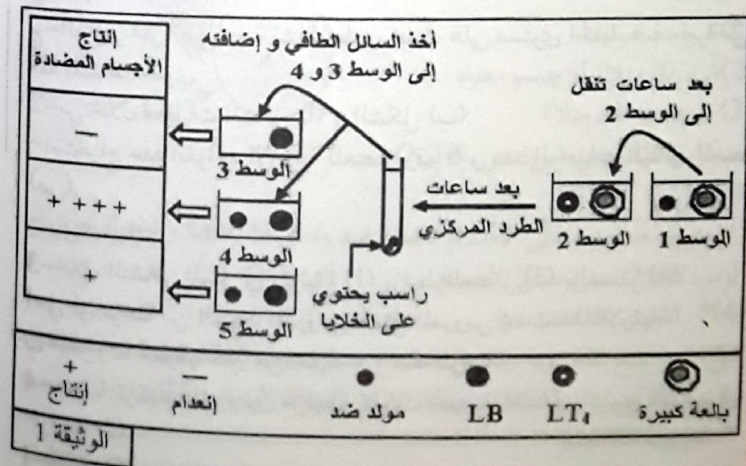 إنتاج
الأجسام المضادة
أخذ السائل الطافي و إضافته
إلى الوسط 3 و 4
بعد ساعات تنقل
إلى الوسط 2
—
الوسط 3
+ +++
الوسط 4
+
الوسط 5
بعد ساعات
الطرد المركزي
الوسط 2
الوسط 1
راسب يحتوي
على الخلايا
+
إنتاج
—
إنعدام
مولد ضد
LB
LT4
بالعة كبيرة
الوثيقة 1